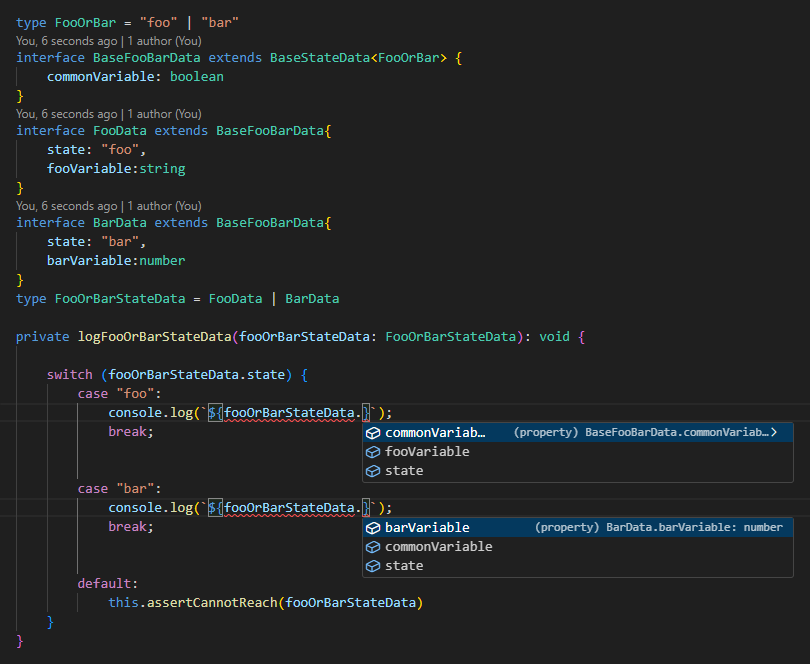 type FooOrBar = "foo" | "bar"
You, 6 seconds ago | 1 author (You)
interface BaseFooBarData extends BaseStateData<FooOrBar> {
    commonVariable: boolean
}
You, 6 seconds ago | 1 author (You)
interface FooData extends BaseFooBarData{
    state: "foo",
    fooVariable:string
}
You, 6 seconds ago | 1 author (You)
interface BarData extends BaseFooBarData{
    state: "bar",
    barVariable:number
}
type FooOrBarStateData = FooData | BarData
private logFooOrBarStateData(fooOrBarStateData: FooOrBarStateData): void {
    switch (fooOrBarStateData.state) {
        case "foo":
            console.log(`${fooOrBarStateData.}`);
            break;
commonVariab… (property) BaseFooBarData.commonVariab…>
fooVariable
state
        case "bar":
            console.log(`${fooOrBarStateData.}`);
            break;
barVariable (property) BarData.barVariable: number
commonVariable
state
        default:
            this.assertCannotReach(fooOrBarStateData)
    }
}